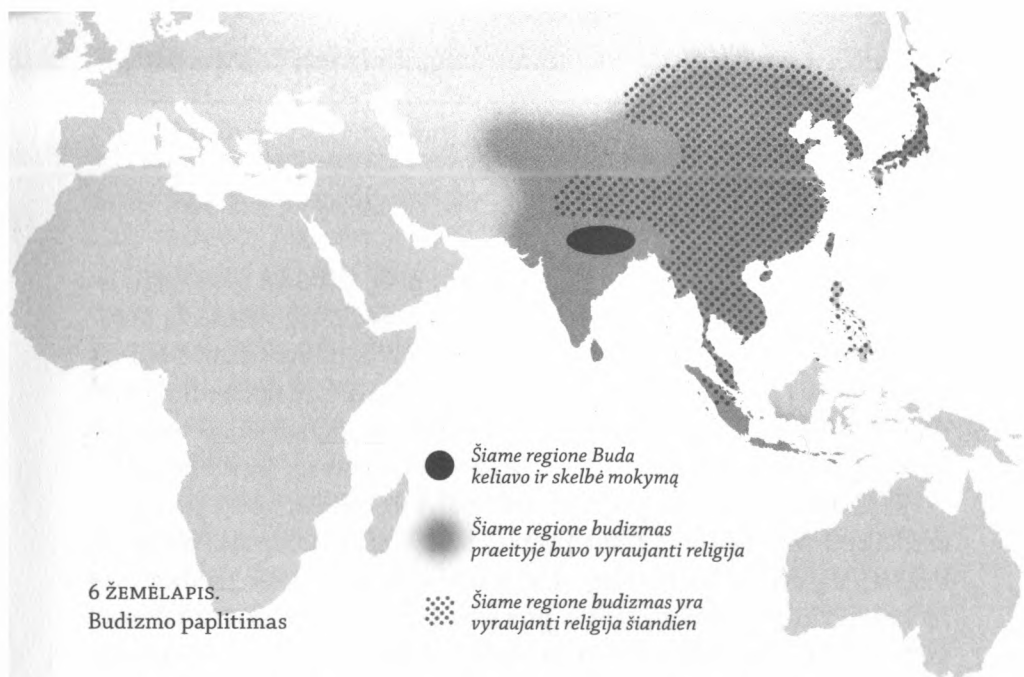 Šiame regione Buda
keliavo ir skelbė mokymą
Šiame regione budizmas
praeityje buvo vyraujanti religija
Šiame regione budizmas yra
vyraujanti religija šiandien
6 ŽEMĖLAPIS.
Budizmo paplitimas